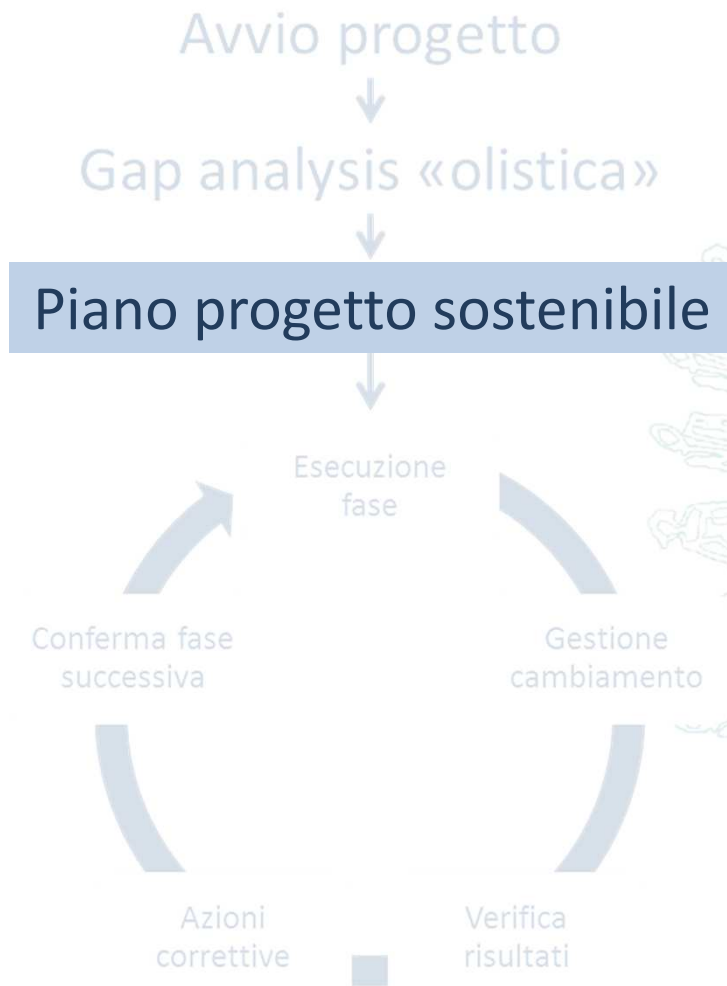 Avvio progetto
Gap analysis «olistica»
Piano progetto sostenibile
Esecuzione
fase
Gestione
cambiamento
Verifica
risultati
Azioni
correttive
Conferma fase
successiva